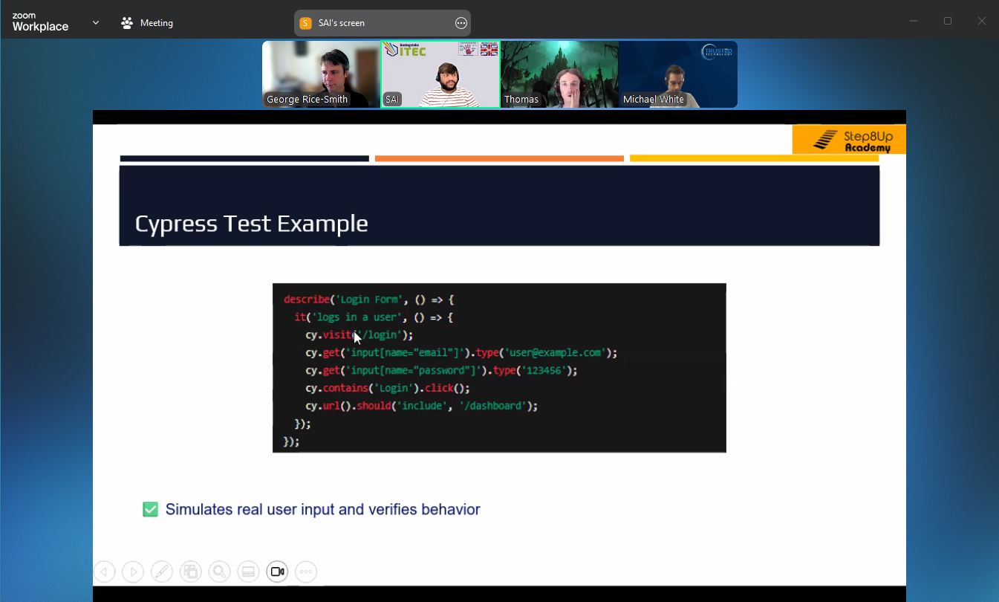 zoom
Workplace
Meeting
S
SAI's screen
Basingstoke
ITEC
TRUSTED
TECHNOLOGY
George Rice-Smith
SAI
Thomas
Michael White
Step8Up
Academy
Cypress Test Example
describe('Login Form', () => {
it('logs in a user', () => {
cy.visit('/login');
cy.get('input[name="email"]').type('user@example.com');
cy.get('input[name="password"]').type('123456');
cy.contains('Login').click();
cy.url().should('include', '/dashboard');
});
});
Simulates real user input and verifies behavior